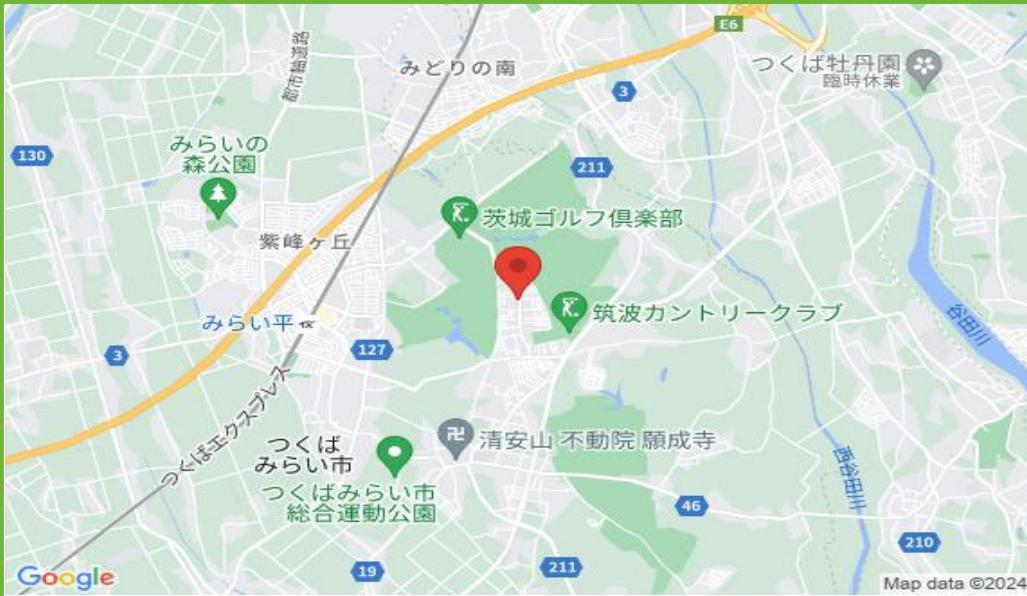 E6
都市軸道路
みどりの南
つくば牡丹園
臨時休業
3
130
みらいの
森公園
211
茨城ゴルフ倶楽部
紫峰ヶ丘
筑波カントリークラブ
谷田川
みらい平
3
127
つくばエクスプレス
つくば
みらい市
清安山 不動院 願成寺
つくばみらい市
総合運動公園
西谷田川
46
210
19
211
Google
Map data ©2024